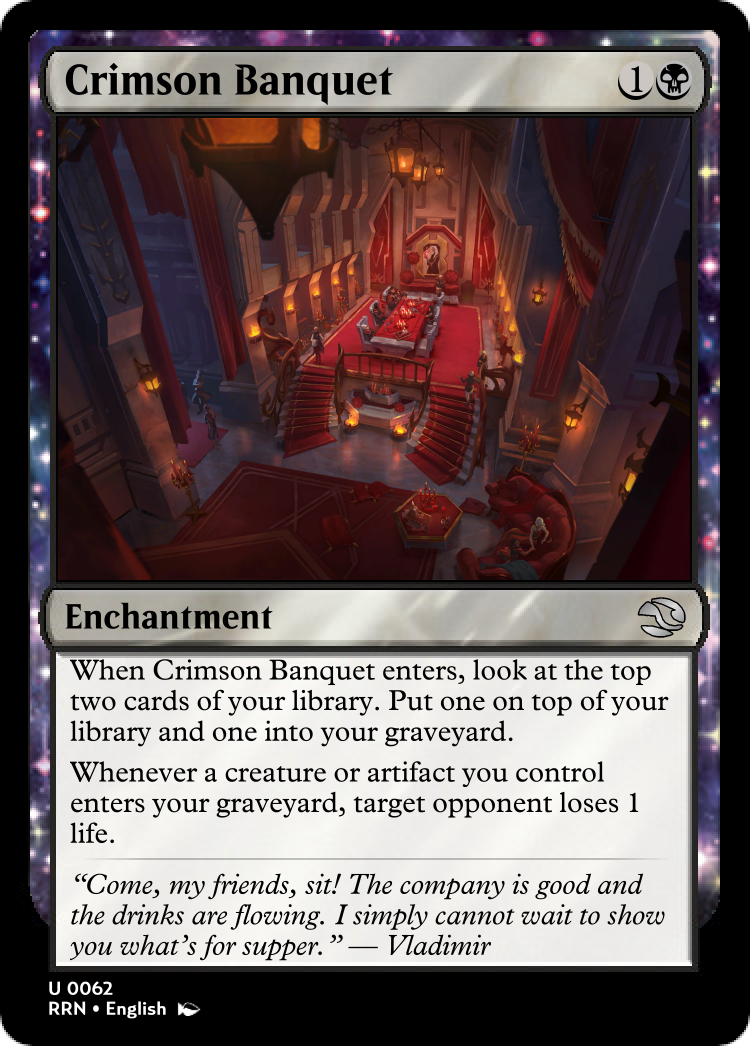 Crimson Banquet 1
Enchantment
When Crimson Banquet enters, look at the top
two cards of your library. Put one on top of your
library and one into your graveyard.
Whenever a creature or artifact you control
enters your graveyard, target opponent loses 1
life.
“Come, my friends, sit! The company is good and
the drinks are flowing. I simply cannot wait to show
you what’s for supper.” — Vladimir
U 0062
RRN • English